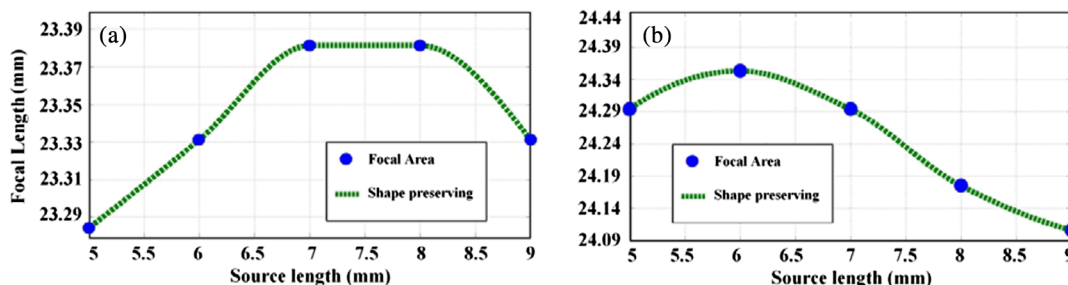 (a)
Focal Length (mm)
23.39
23.37
23.35
23.33
23.31
23.29
Focal Area
Shape preserving
5 5.5 6 6.5 7 7.5 8 8.5 9
Source length (mm)
(b)
24.44
24.39
24.34
24.29
24.24
24.19
24.14
24.09
Focal Area
Shape preserving
5 5.5 6 6.5 7 7.5 8 8.5 9
Source length (mm)